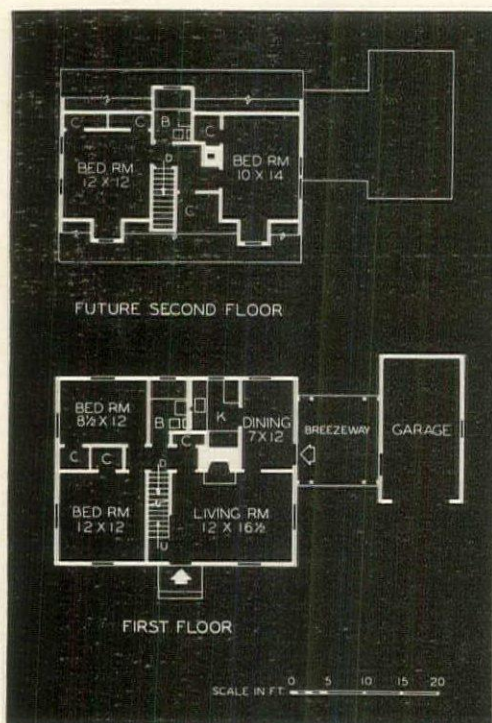 C C B C
BED RM
12 X 12
D
BED RM
10 X 14
C
FUTURE SECOND FLOOR
BED RM
8½ X 12
B
K
DINING
7 X 12
BREEZEWAY
GARAGE
C C C
D
BED RM
12 X 12
U
LIVING RM
12 X 16½
FIRST FLOOR
SCALE IN FT. 0 5 10 15 20